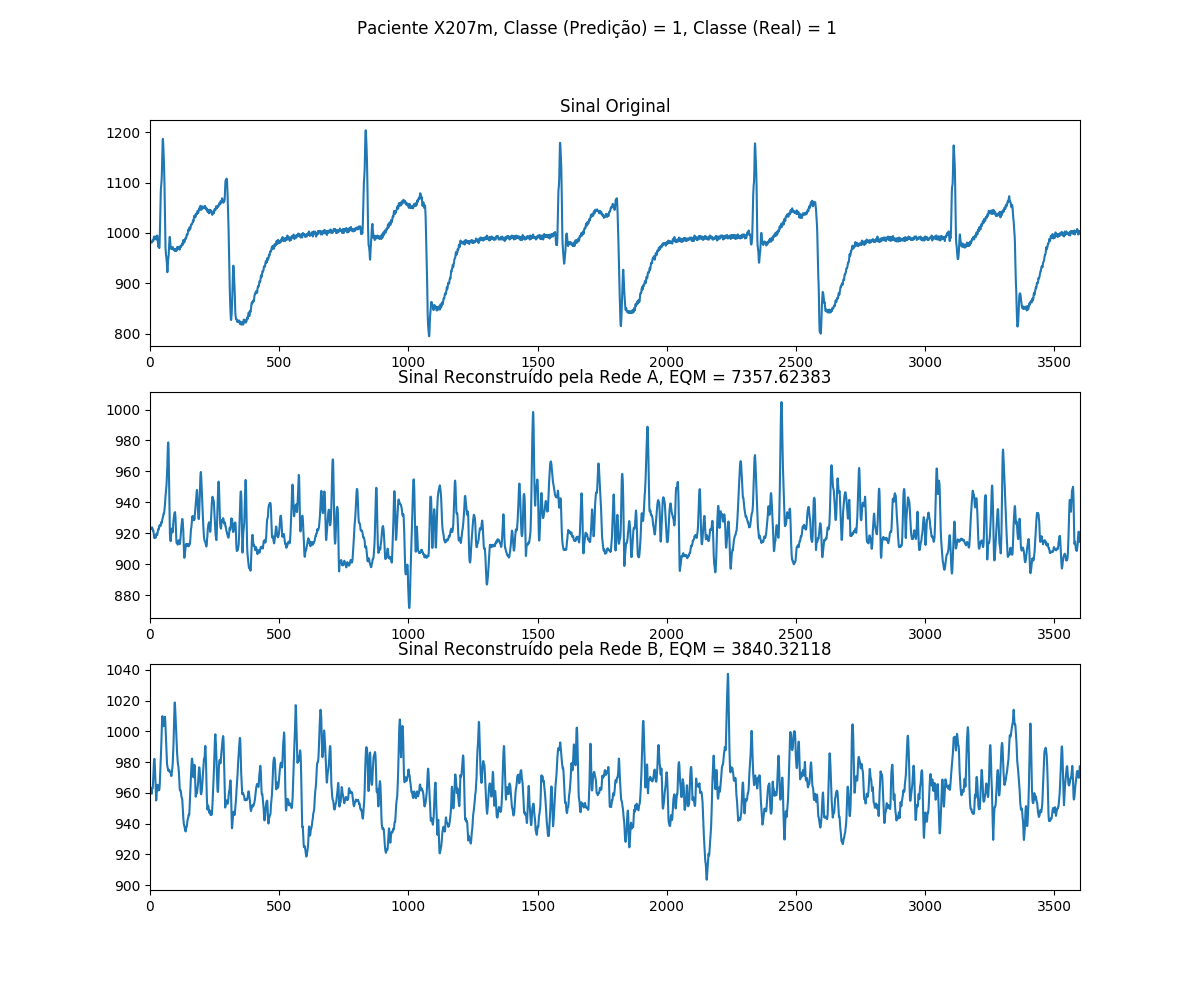 Paciente X207m, Classe (Predição) = 1, Classe (Real) = 1
Sinal Original
1200
1100
1000
900
800
0 500 1000 1500 2000 2500 3000 3500
Sinal Reconstruído pela Rede A, EQM = 7357.62383
1000
980
960
940
920
900
880
0 500 1000 1500 2000 2500 3000 3500
Sinal Reconstruído pela Rede B, EQM = 3840.32118
1040
1020
1000
980
960
940
920
900
0 500 1000 1500 2000 2500 3000 3500